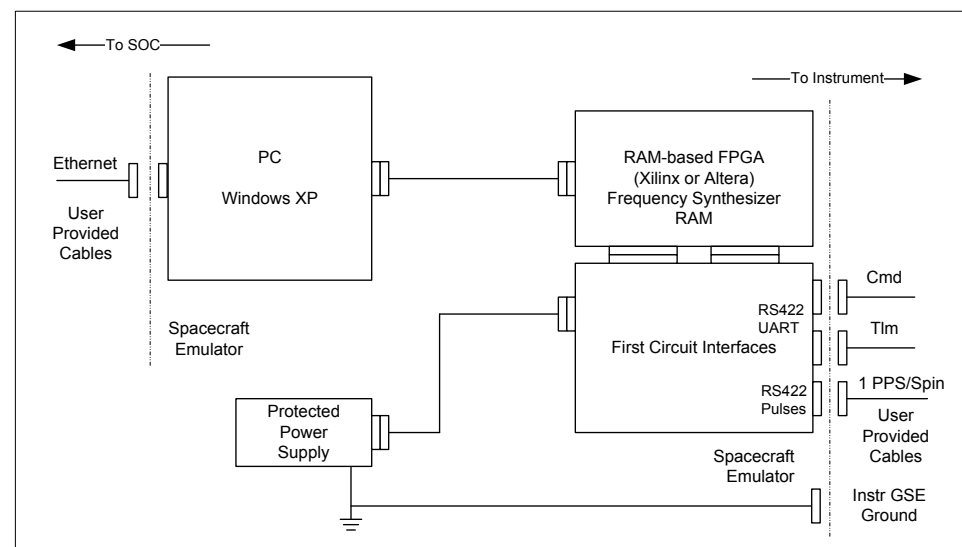 To SOC
To Instrument
Ethernet
User
Provided
Cables
PC
Windows XP
RAM-based FPGA
(Xilinx or Altera)
Frequency Synthesizer
RAM
Spacecraft
Emulator
First Circuit Interfaces
RS422
UART
RS422
Pulses
Cmd
Tlm
1 PPS/Spin
User
Provided
Cables
Protected
Power
Supply
Spacecraft
Emulator
Instr GSE
Ground